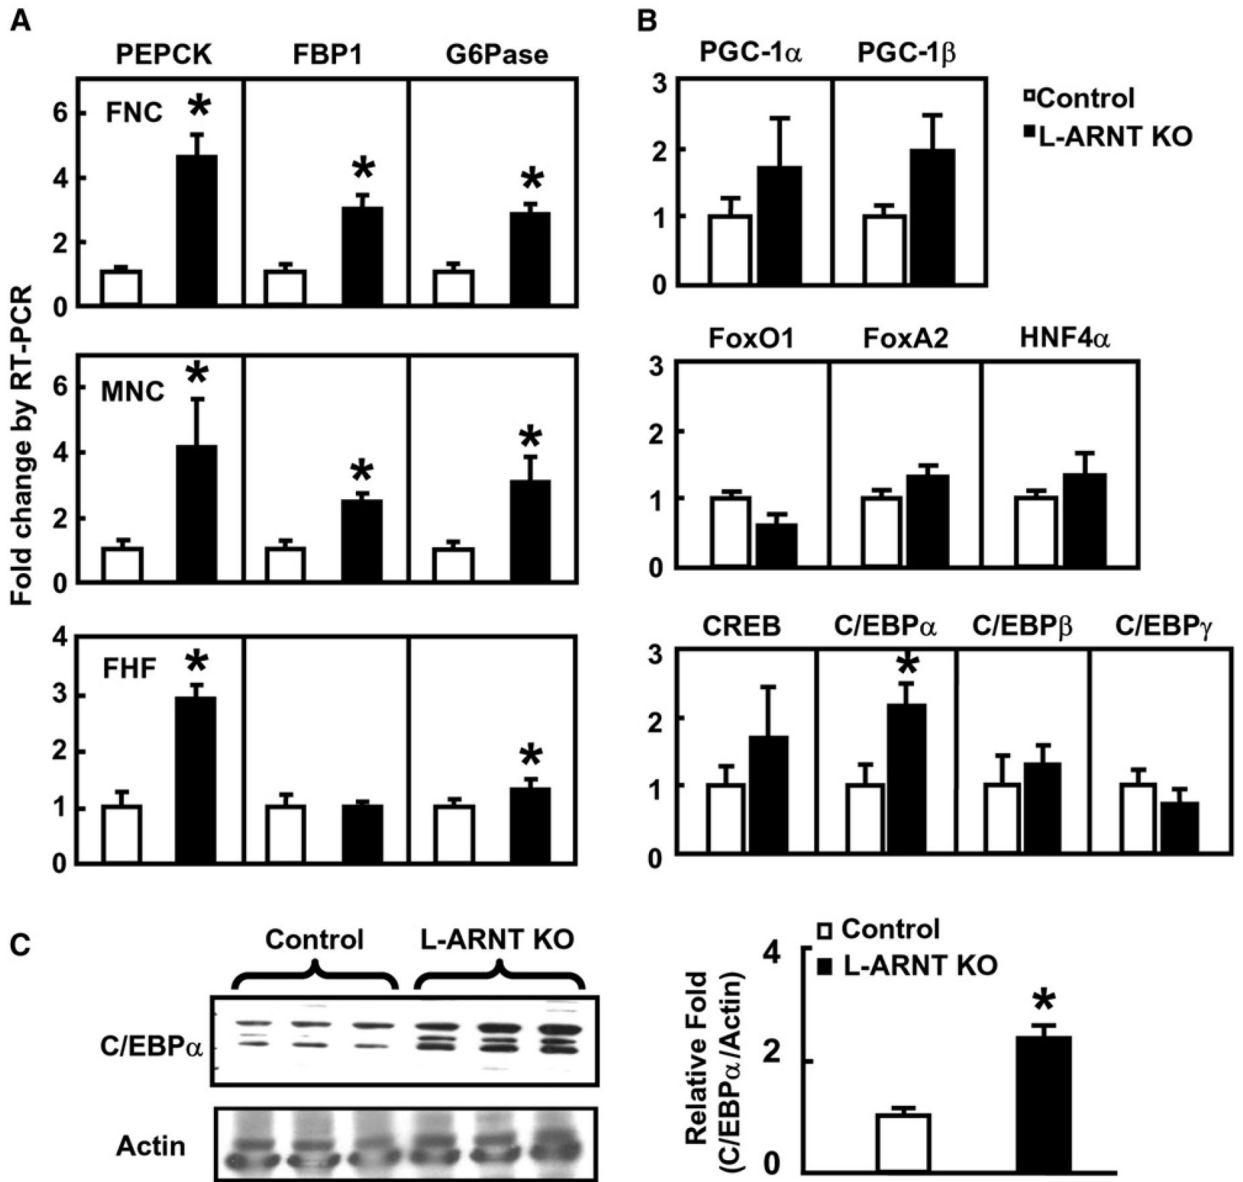 A
PEPCK FBP1 G6Pase
FNC
*
*
*
6
4
2
0
MNC
*
*
*
6
4
2
0
FHF
*
*
4
3
2
1
0
Fold change by RT-PCR
B
PGC-1α PGC-1β
3
2
1
0
Control
L-ARNT KO
FoxO1 FoxA2 HNF4α
3
2
1
0
CREB C/EBPα C/EBPβ C/EBPγ
*
3
2
1
0
C
Control L-ARNT KO
C/EBPα
Actin
Control
L-ARNT KO
*
4
2
0
Relative Fold
(C/EBPα/Actin)